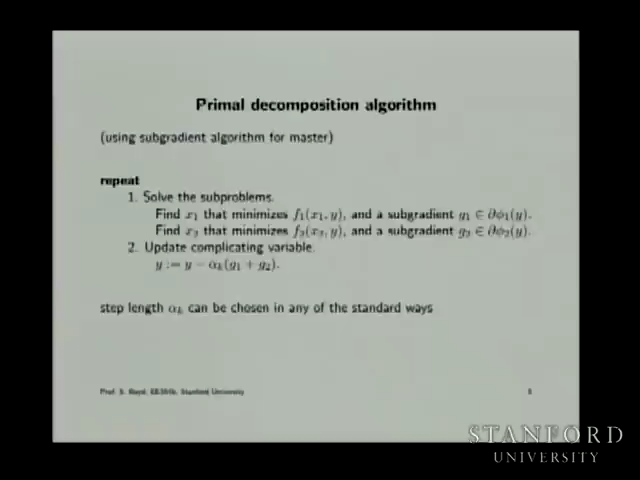 Primal decomposition algorithm
(using subgradient algorithm for master)
repeat
1. Solve the subproblems.
Find x₁ that minimizes f₁(x₁, y), and a subgradient g₁ ∈ ∂φ₁(y).
Find x₂ that minimizes f₂(x₂, y), and a subgradient g₂ ∈ ∂φ₂(y).
2. Update complicating variable.
y := y − αₖ(g₁ + g₂).
step length αₖ can be chosen in any of the standard ways
Prof. S. Boyd, EE364b, Stanford University
STANFORD
UNIVERSITY